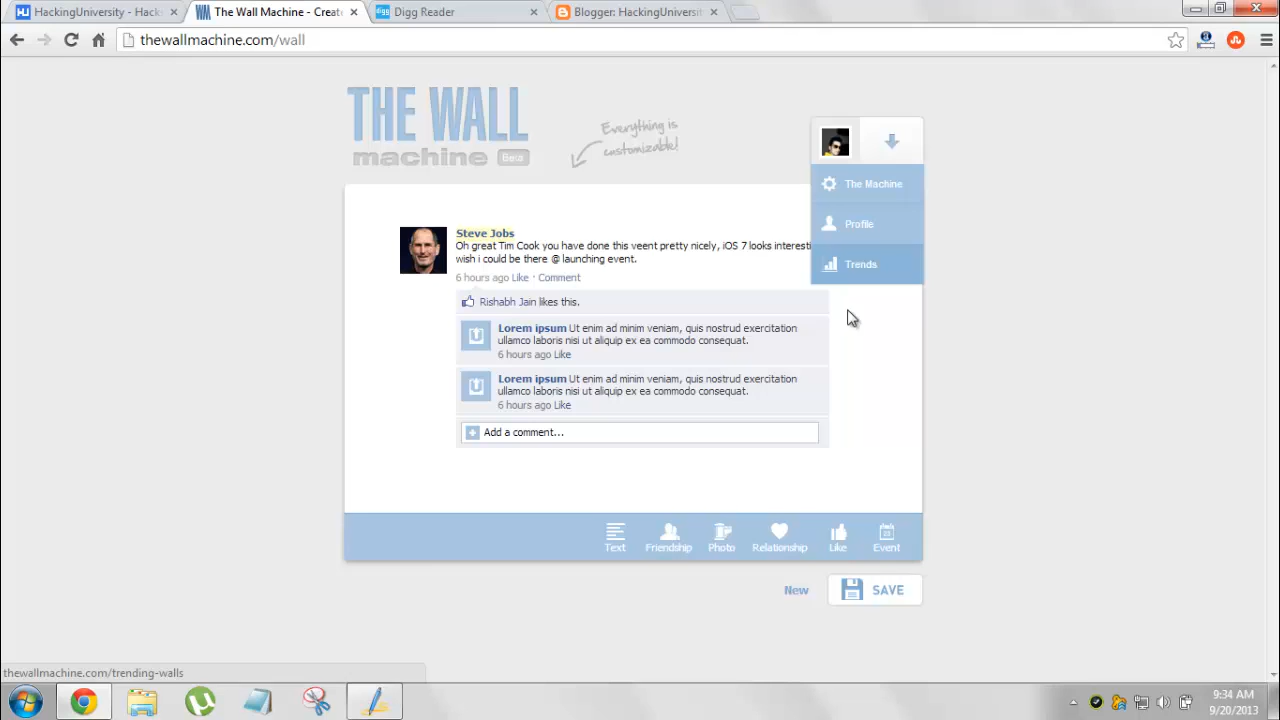 HackingUniversity - Hacks
The Wall Machine - Create
Digg Reader
Blogger: HackingUniversity
thewallmachine.com/wall
THE WALL
machine Beta
Everything is
customizable!
The Machine
Profile
Trends
Steve Jobs
Oh great Tim Cook you have done this veent pretty nicely, iOS 7 looks interesti
wish i could be there @ launching event.
6 hours ago Like · Comment
Rishabh Jain likes this.
Lorem ipsum Ut enim ad minim veniam, quis nostrud exercitation
ullamco laboris nisi ut aliquip ex ea commodo consequat.
6 hours ago Like
Lorem ipsum Ut enim ad minim veniam, quis nostrud exercitation
ullamco laboris nisi ut aliquip ex ea commodo consequat.
6 hours ago Like
Add a comment...
Text
Friendship
Photo
Relationship
Like
Event
New
SAVE
thewallmachine.com/trending-walls
9:34 AM
9/20/2013